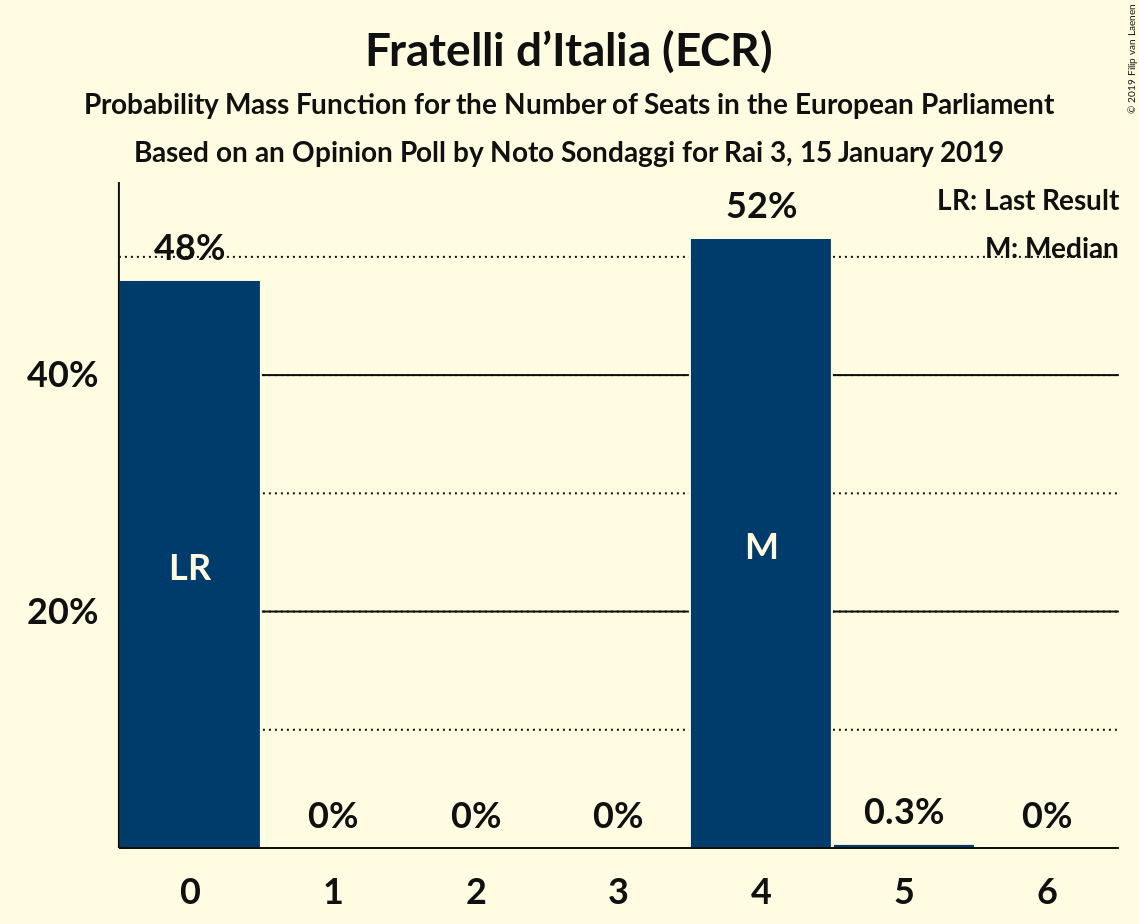 Fratelli d’Italia (ECR)
Probability Mass Function for the Number of Seats in the European Parliament
Based on an Opinion Poll by Noto Sondaggi for Rai 3, 15 January 2019
© 2019 Filip van Laenen
LR: Last Result
M: Median
48%
52%
40%
20%
LR
M
0%
0%
0%
0.3%
0%
0
1
2
3
4
5
6